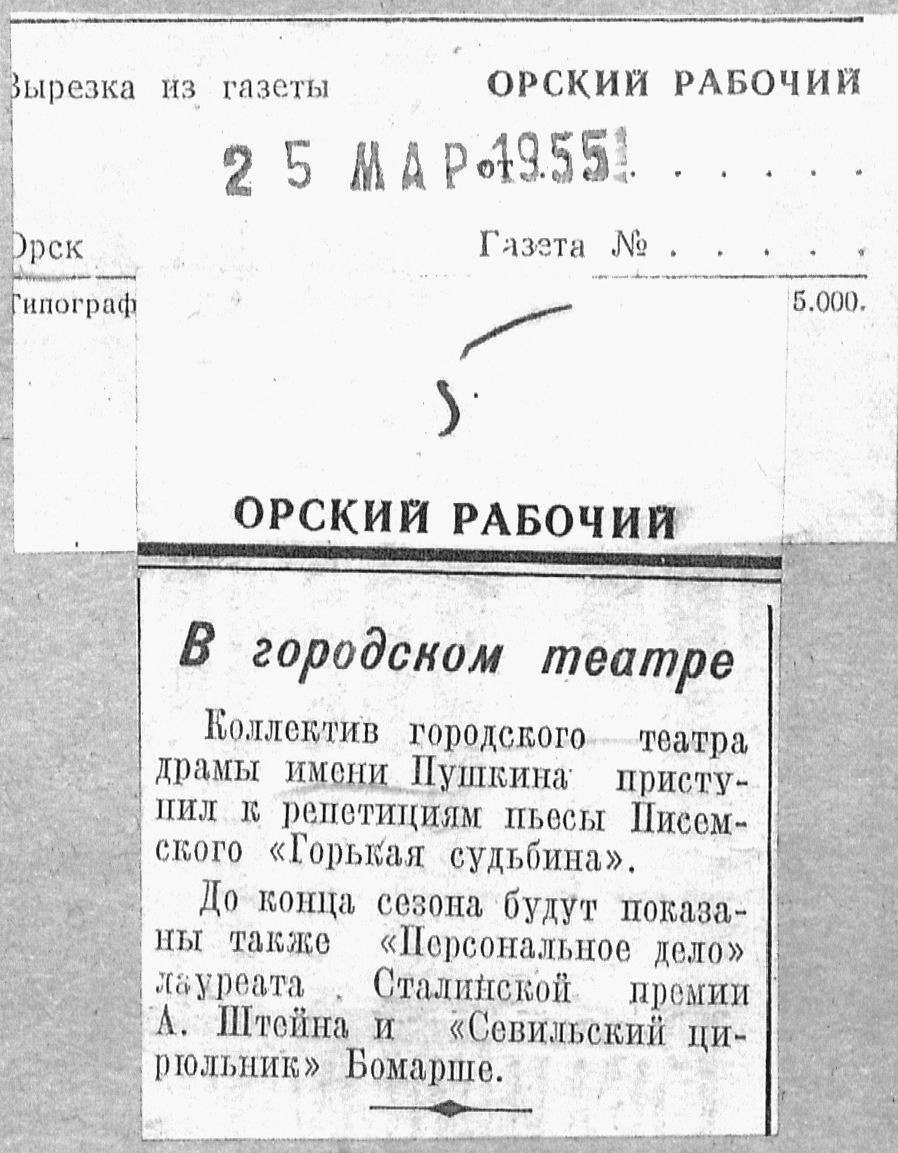 Вырезка из газеты ОРСКИЙ РАБОЧИЙ
25 МАР 1955 от . . . . . .
Орск Газета № . . . . .
Типограф 5.000.
ОРСКИЙ РАБОЧИЙ
В городском театре
Коллектив городского театра
драмы имени Пушкина присту-
пил к репетициям пьесы Писем-
ского «Горькая судьбина».
До конца сезона будут показа-
ны также «Персональное дело»
лауреата Сталинской премии
А. Штейна и «Севильский ци-
рюльник» Бомарше.